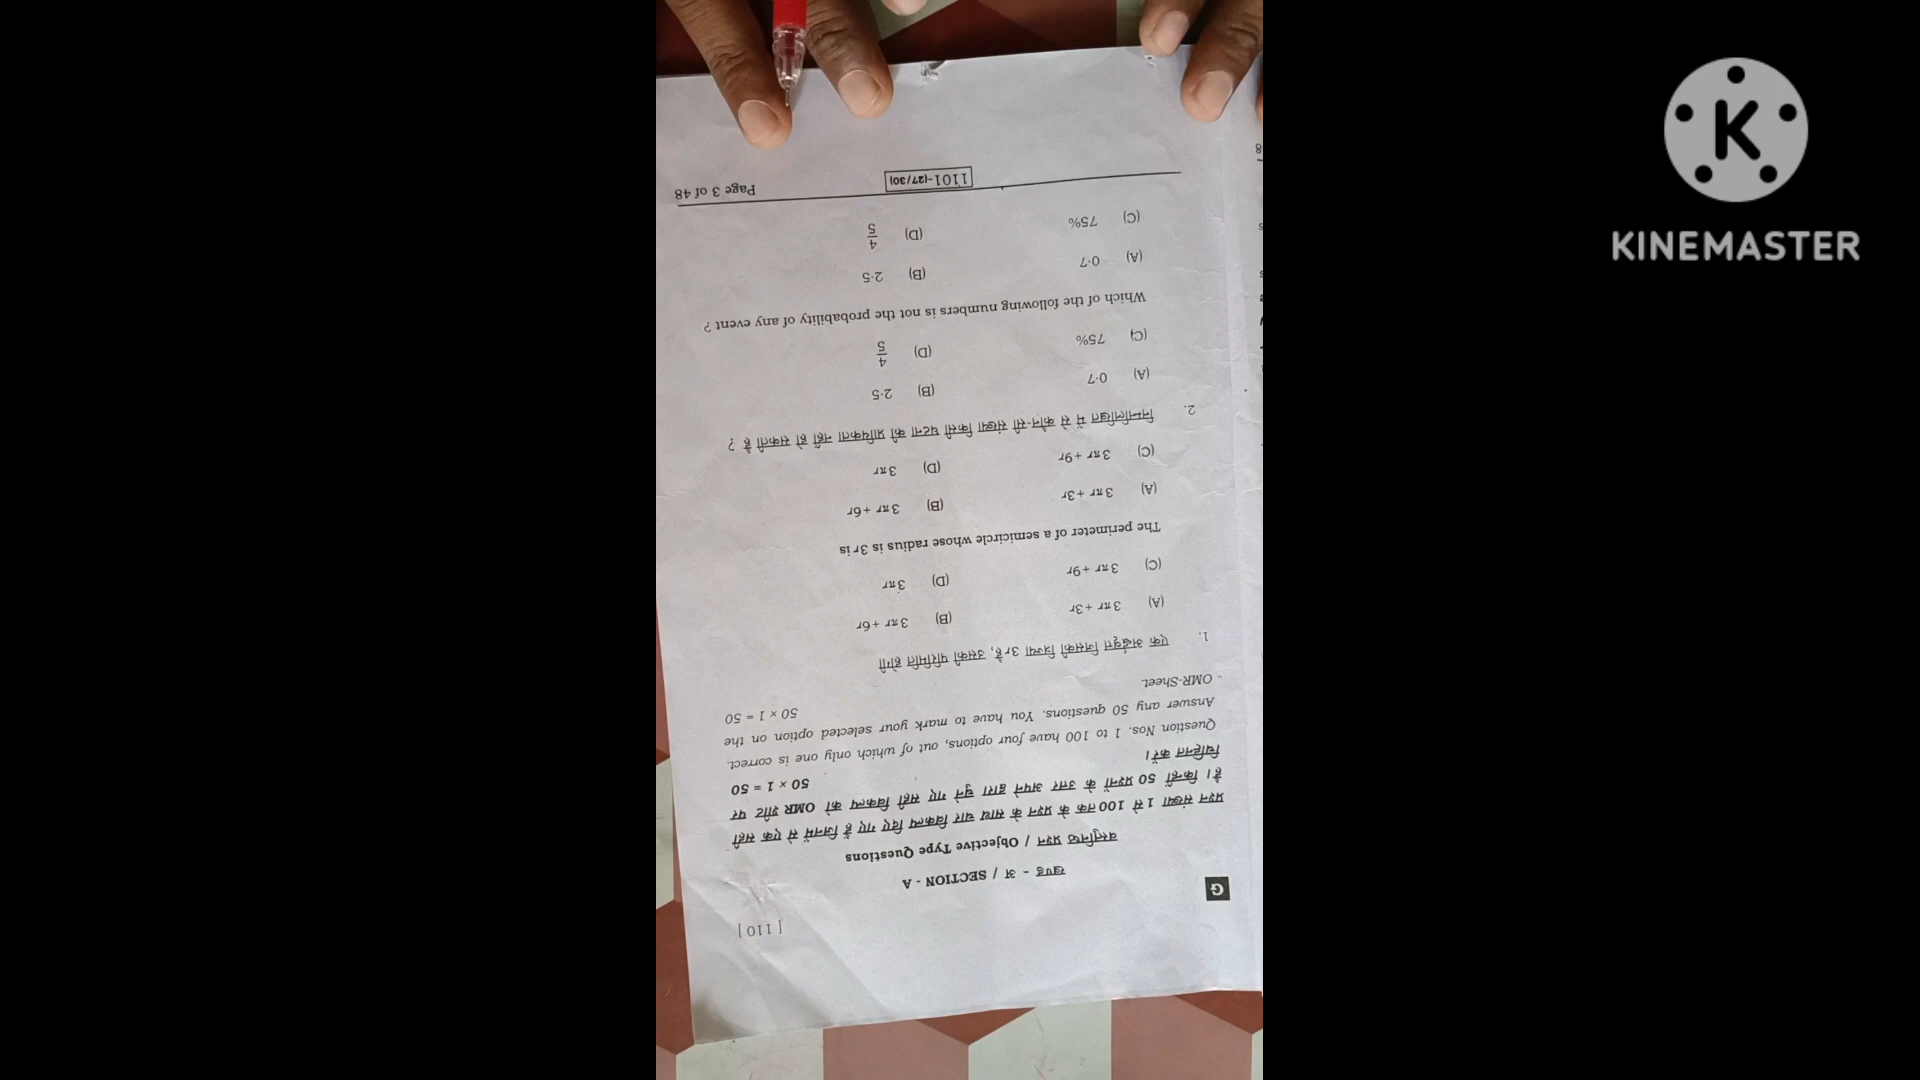 [ 110 ]
G
खण्ड - अ / SECTION - A
वस्तुनिष्ठ प्रश्न / Objective Type Questions
प्रश्न संख्या 1 से 100 तक के प्रश्न के साथ चार विकल्प दिए गए हैं जिनमें से एक सही
है। किन्हीं 50 प्रश्नों के उत्तर अपने द्वारा चुने गए सही विकल्प को OMR शीट पर
चिह्नित करें।
50 × 1 = 50
Question Nos. 1 to 100 have four options, out of which only one is correct.
Answer any 50 questions. You have to mark your selected option on the
OMR-Sheet.
50 × 1 = 50
1. एक अर्द्धवृत्त जिसकी त्रिज्या 3r है, उसकी परिमिति होगी
(A) 3πr + 3r (B) 3πr + 6r
(C) 3πr + 9r (D) 3πr
The perimeter of a semicircle whose radius is 3r is
(A) 3πr + 3r (B) 3πr + 6r
(C) 3πr + 9r (D) 3πr
2. निम्नलिखित में से कौन-सी संख्या किसी घटना की प्रायिकता नहीं हो सकती है ?
(A) 0·7 (B) 2·5
(C) 75% (D) 4/5
Which of the following numbers is not the probability of any event ?
(A) 0·7 (B) 2·5
(C) 75% (D) 4/5
1101-(27/30)
Page 3 of 48
K
KINEMASTER